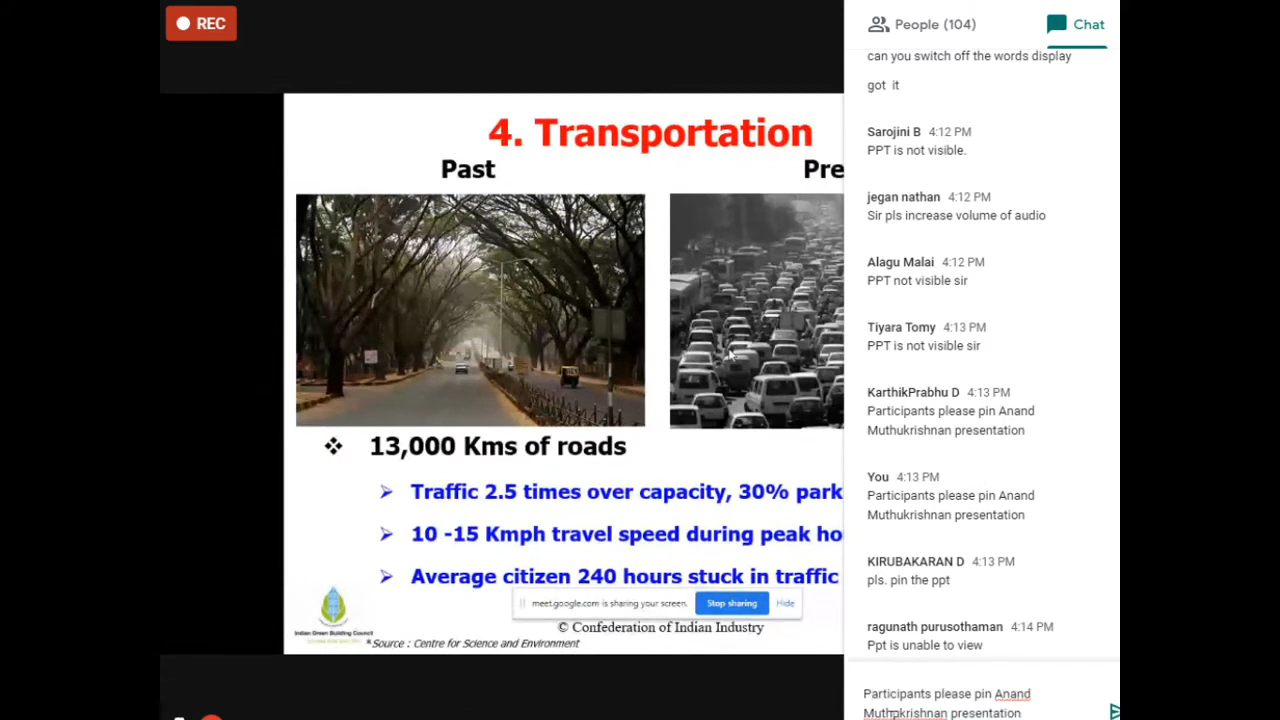 REC
4. Transportation
Past
Pre
13,000 Kms of roads
Traffic 2.5 times over capacity, 30% park
10 -15 Kmph travel speed during peak ho
Average citizen 240 hours stuck in traffic
meet.google.com is sharing your screen.
Stop sharing
Hide
Indian Green Building Council
© Confederation of Indian Industry
*Source : Centre for Science and Environment
People (104)
Chat
can you switch off the words display
got it
Sarojini B 4:12 PM
PPT is not visible.
jegan nathan 4:12 PM
Sir pls increase volume of audio
Alagu Malai 4:12 PM
PPT not visible sir
Tiyara Tomy 4:13 PM
PPT is not visible sir
KarthikPrabhu D 4:13 PM
Participants please pin Anand
Muthukrishnan presentation
You 4:13 PM
Participants please pin Anand
Muthukrishnan presentation
KIRUBAKARAN D 4:13 PM
pls. pin the ppt
ragunath purusothaman 4:14 PM
Ppt is unable to view
Participants please pin Anand
Muthukrishnan presentation